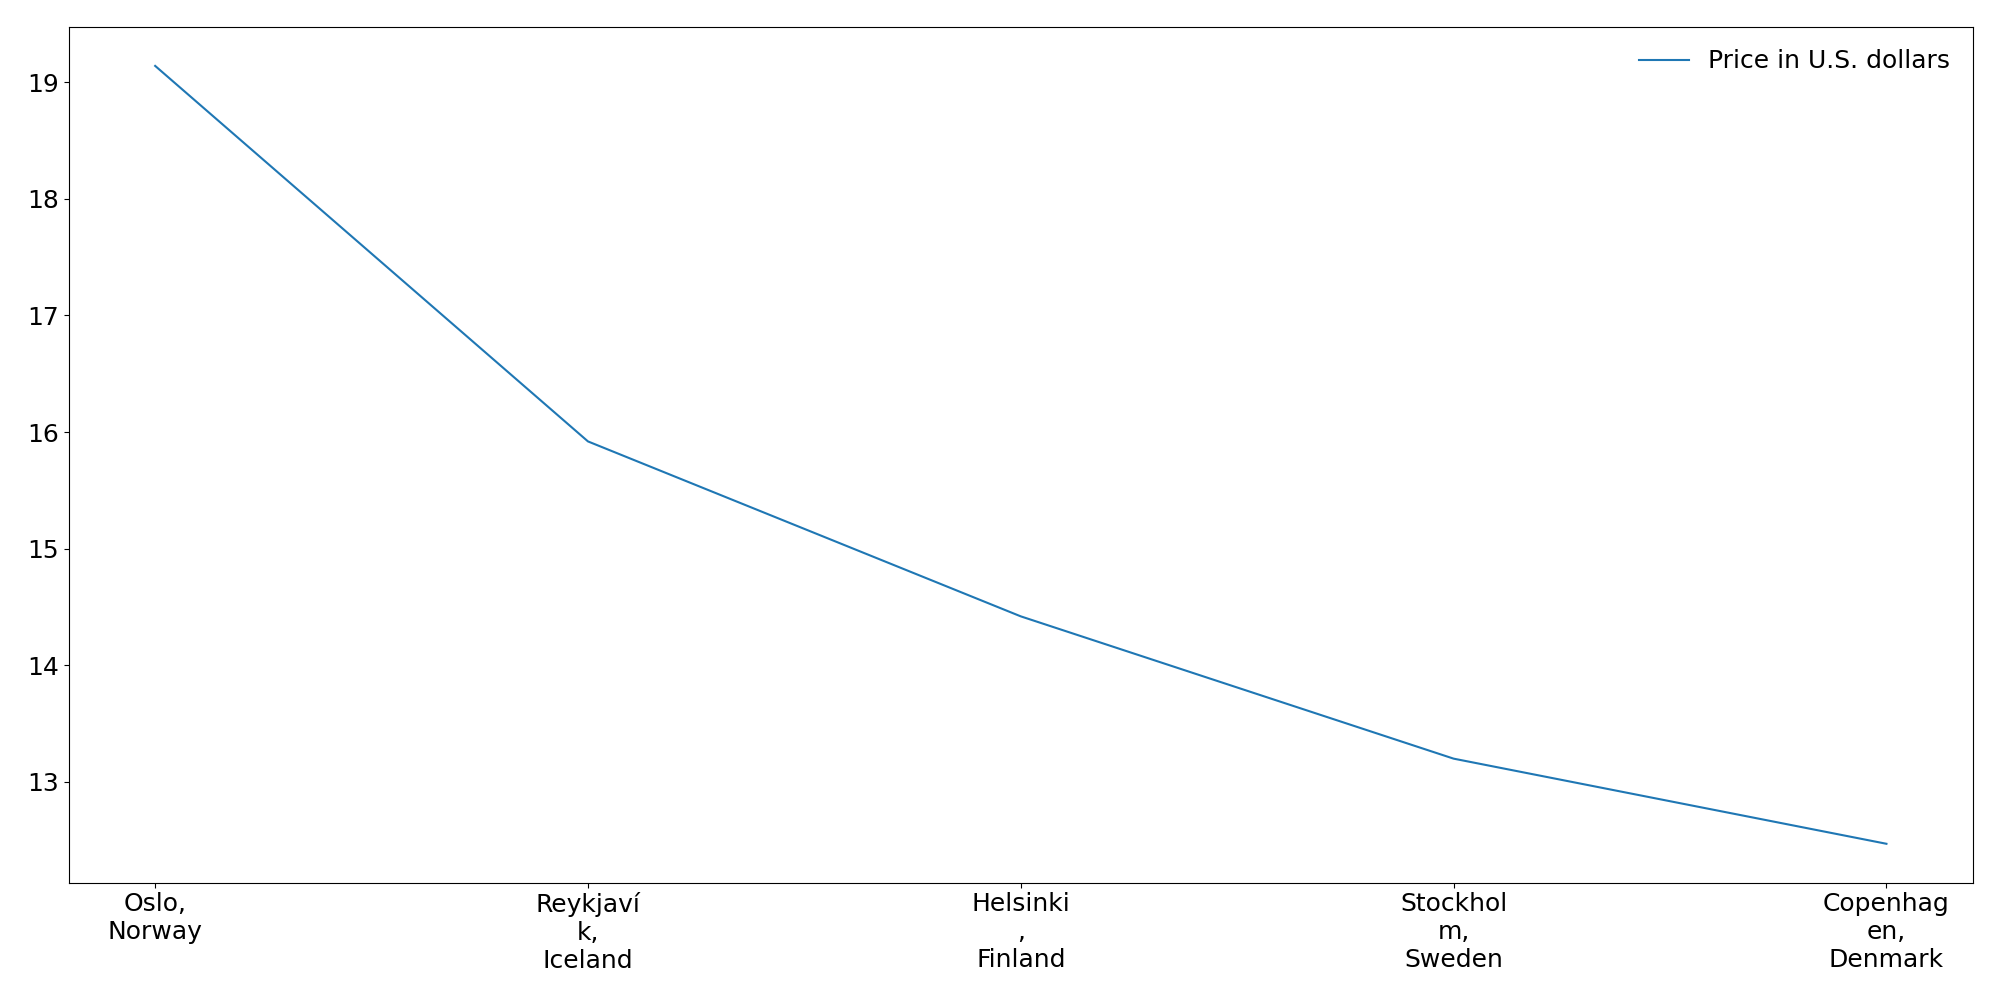 Price in U.S. dollars
19
18
17
16
15
14
13
Oslo,
Norway
Reykjaví
k,
Iceland
Helsinki
,
Finland
Stockhol
m,
Sweden
Copenhag
en,
Denmark